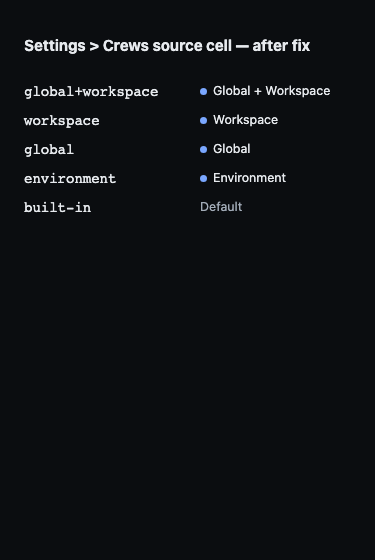 Settings > Crews source cell — after fix
global+workspace Global + Workspace
workspace Workspace
global Global
environment Environment
built-in Default